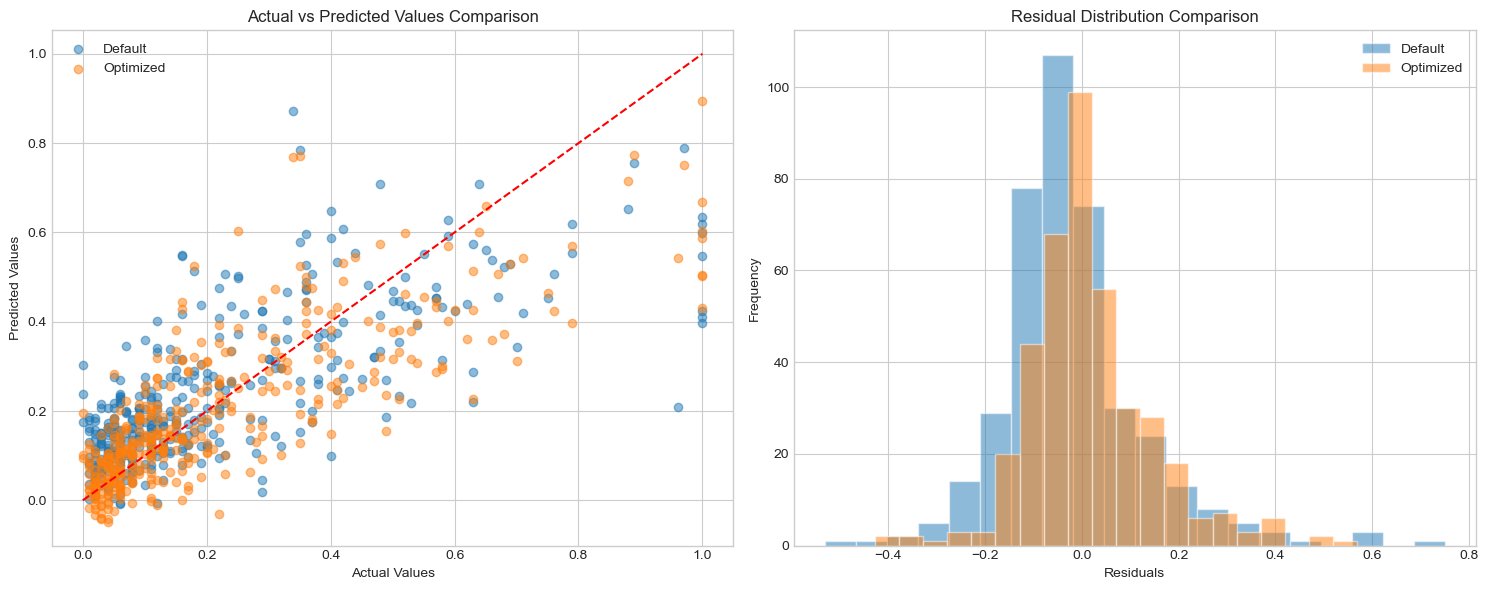 Actual vs Predicted Values Comparison
Default
Optimized
1.0
0.8
0.6
0.4
0.2
0.0
Predicted Values
0.0 0.2 0.4 0.6 0.8 1.0
Actual Values
Residual Distribution Comparison
Default
Optimized
100
80
60
40
20
0
Frequency
−0.4 −0.2 0.0 0.2 0.4 0.6 0.8
Residuals